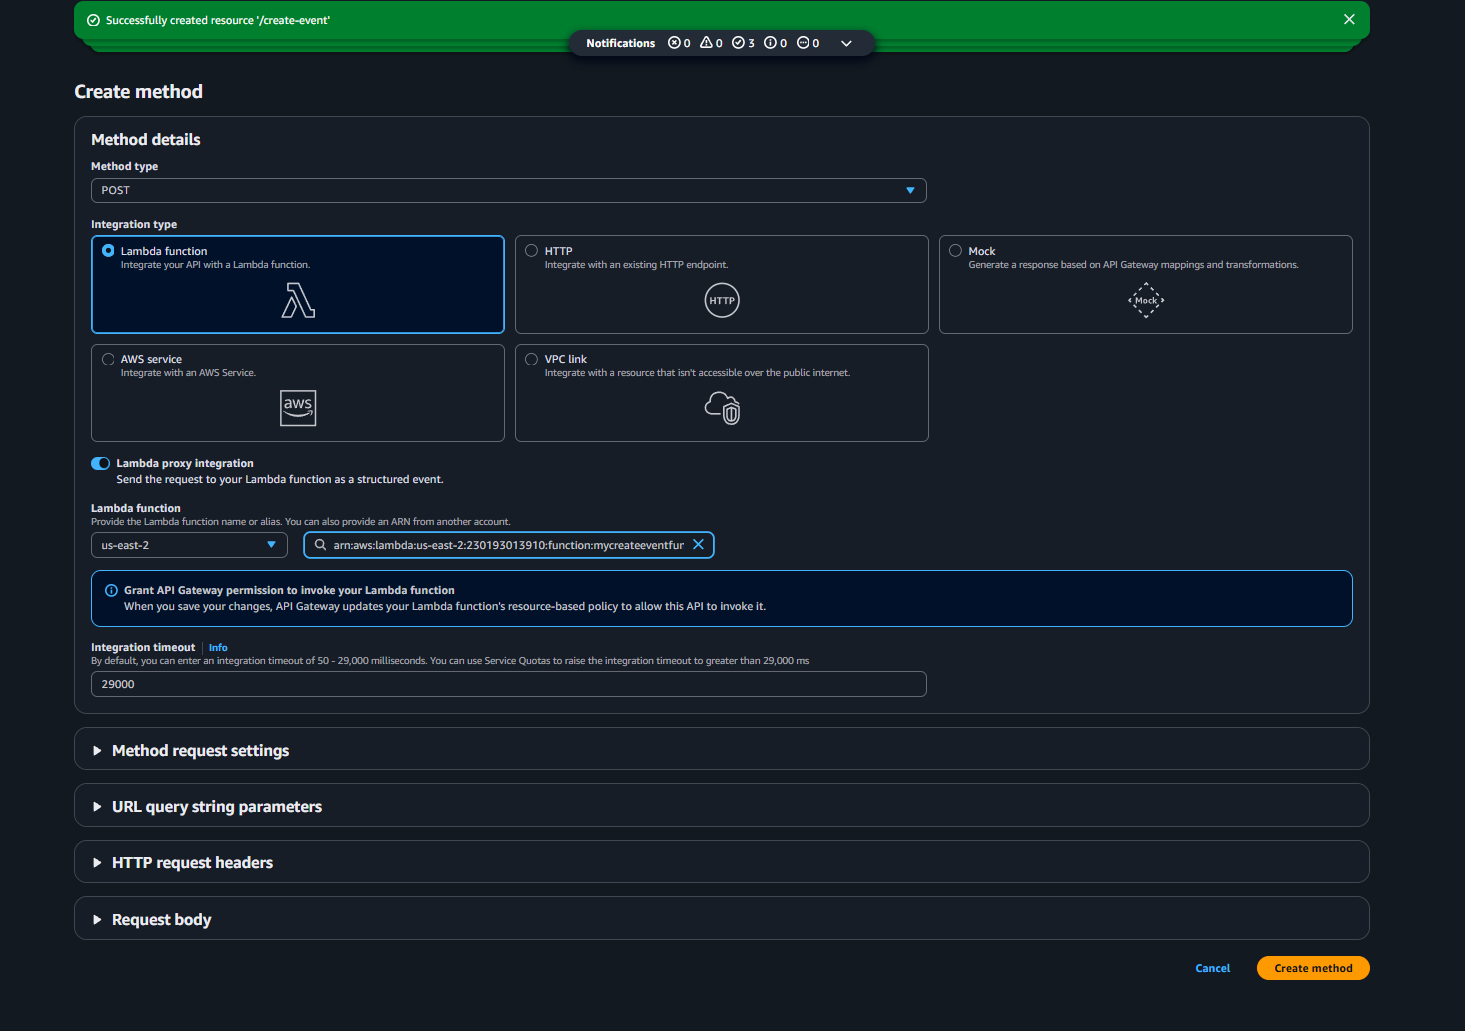 Successfully created resource '/create-event'
Notifications 0 0 3 0 0
Create method
Method details
Method type
POST
Integration type
Lambda function
Integrate your API with a Lambda function.
HTTP
Integrate with an existing HTTP endpoint.
HTTP
Mock
Generate a response based on API Gateway mappings and transformations.
Mock
AWS service
Integrate with an AWS Service.
aws
VPC link
Integrate with a resource that isn't accessible over the public internet.
Lambda proxy integration
Send the request to your Lambda function as a structured event.
Lambda function
Provide the Lambda function name or alias. You can also provide an ARN from another account.
us-east-2
arn:aws:lambda:us-east-2:230193013910:function:mycreateeventfur
Grant API Gateway permission to invoke your Lambda function
When you save your changes, API Gateway updates your Lambda function's resource-based policy to allow this API to invoke it.
Integration timeout Info
By default, you can enter an integration timeout of 50 - 29,000 milliseconds. You can use Service Quotas to raise the integration timeout to greater than 29,000 ms
29000
Method request settings
URL query string parameters
HTTP request headers
Request body
Cancel
Create method